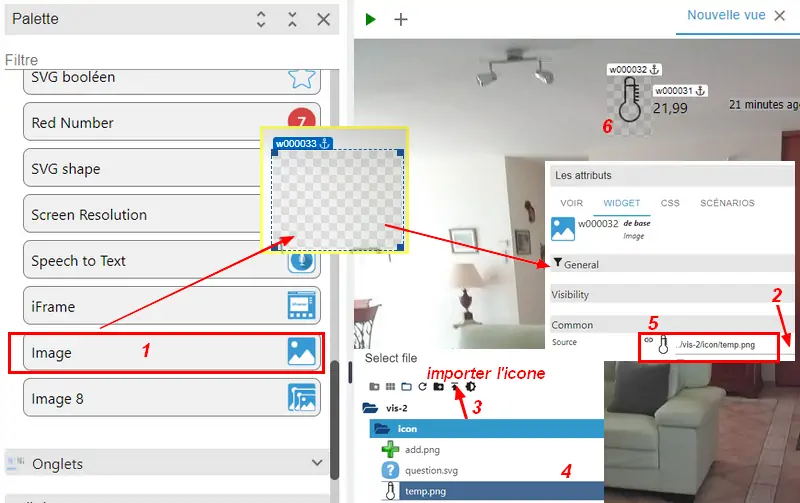 Palette
Filtre
SVG booléen
Red Number
7
SVG shape
Screen Resolution
Speech to Text
iFrame
Image
1
Image 8
Onglets
w000033
Nouvelle vue
w000032
w000031
21,99
21 minutes ago
6
Les attributs
VOIR WIDGET CSS SCÉNARIOS
w000032 de base
Image
General
Visibility
2
Common
5
Source ../vis-2/icon/temp.png
Select file
importer l'icone
3
vis-2
icon
add.png
question.svg
4
temp.png